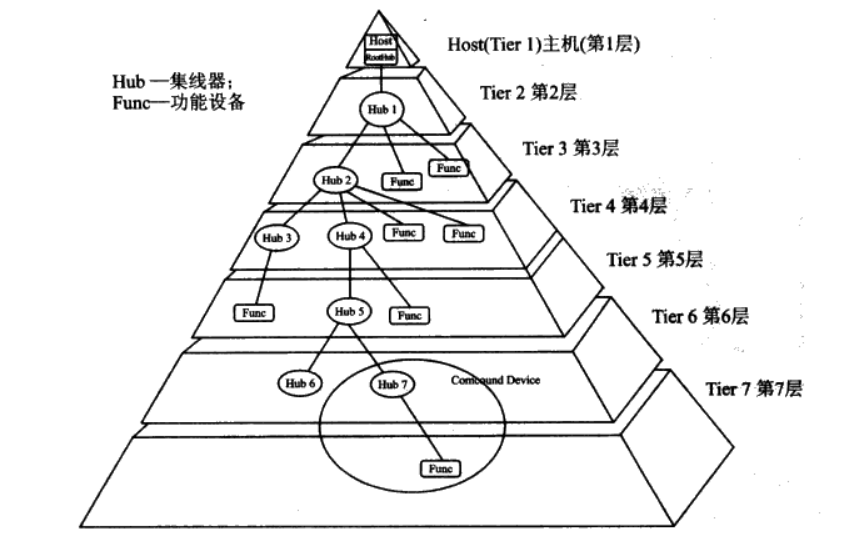 Host
RootHub
Host(Tier 1)主机(第1层)
Hub —集线器;
Func—功能设备
Tier 2 第2层
Hub 1
Tier 3 第3层
Func
Func
Hub 2
Tier 4 第4层
Hub 3
Hub 4
Func
Func
Tier 5 第5层
Func
Hub 5
Func
Tier 6 第6层
Hub 6
Hub 7
Comcound Device
Tier 7 第7层
Func